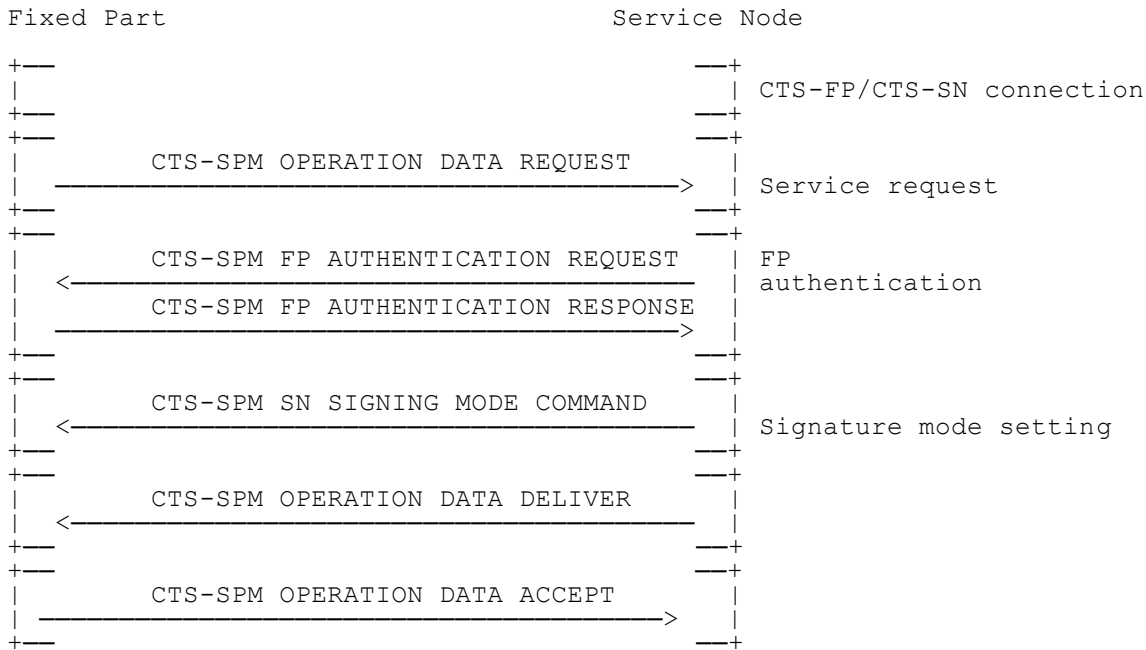 Fixed Part Service Node
CTS-FP/CTS-SN connection
CTS-SPM OPERATION DATA REQUEST
Service request
CTS-SPM FP AUTHENTICATION REQUEST FP
authentication
CTS-SPM FP AUTHENTICATION RESPONSE
CTS-SPM SN SIGNING MODE COMMAND
Signature mode setting
CTS-SPM OPERATION DATA DELIVER
CTS-SPM OPERATION DATA ACCEPT